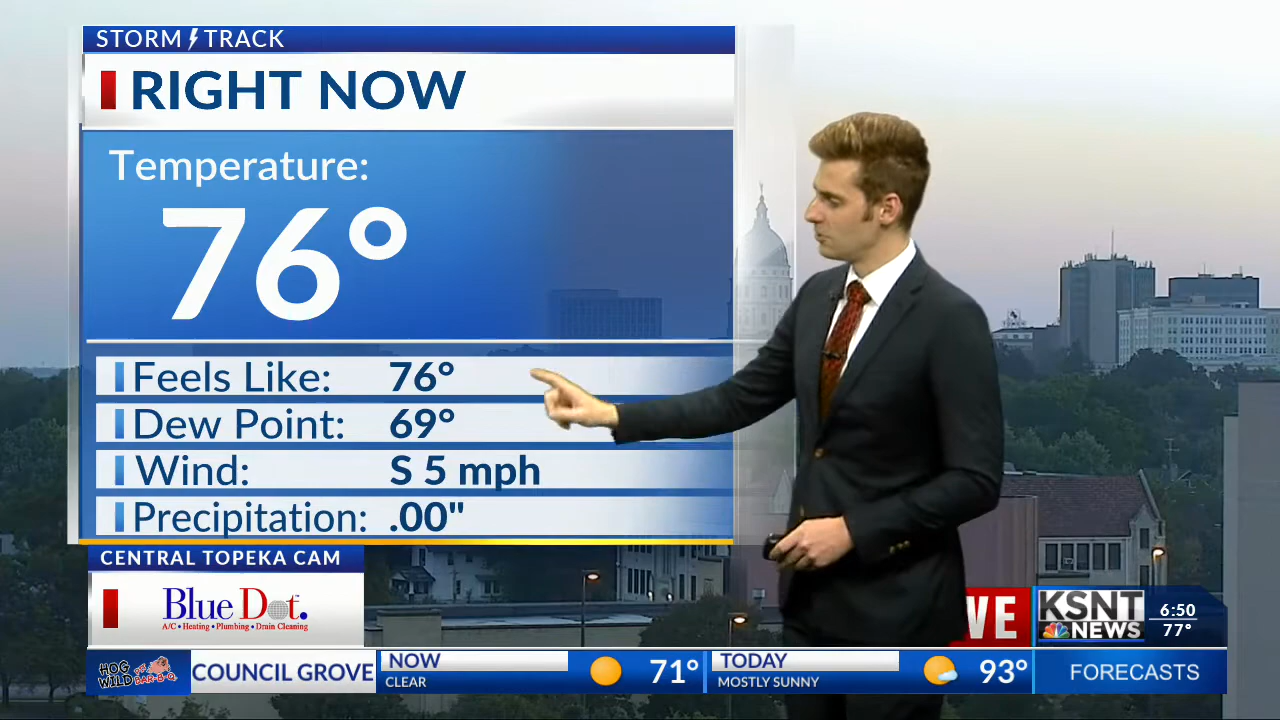 STORM TRACK
RIGHT NOW
Temperature:
76°
Feels Like: 76°
Dew Point: 69°
Wind: S 5 mph
Precipitation: .00"
CENTRAL TOPEKA CAM
Blue Dot.
A/C • Heating • Plumbing • Drain Cleaning
VE
KSNT
NEWS
6:50
77°
HOG WILD PIT BAR-B-Q.
COUNCIL GROVE
NOW
CLEAR
71°
TODAY
MOSTLY SUNNY
93°
FORECASTS